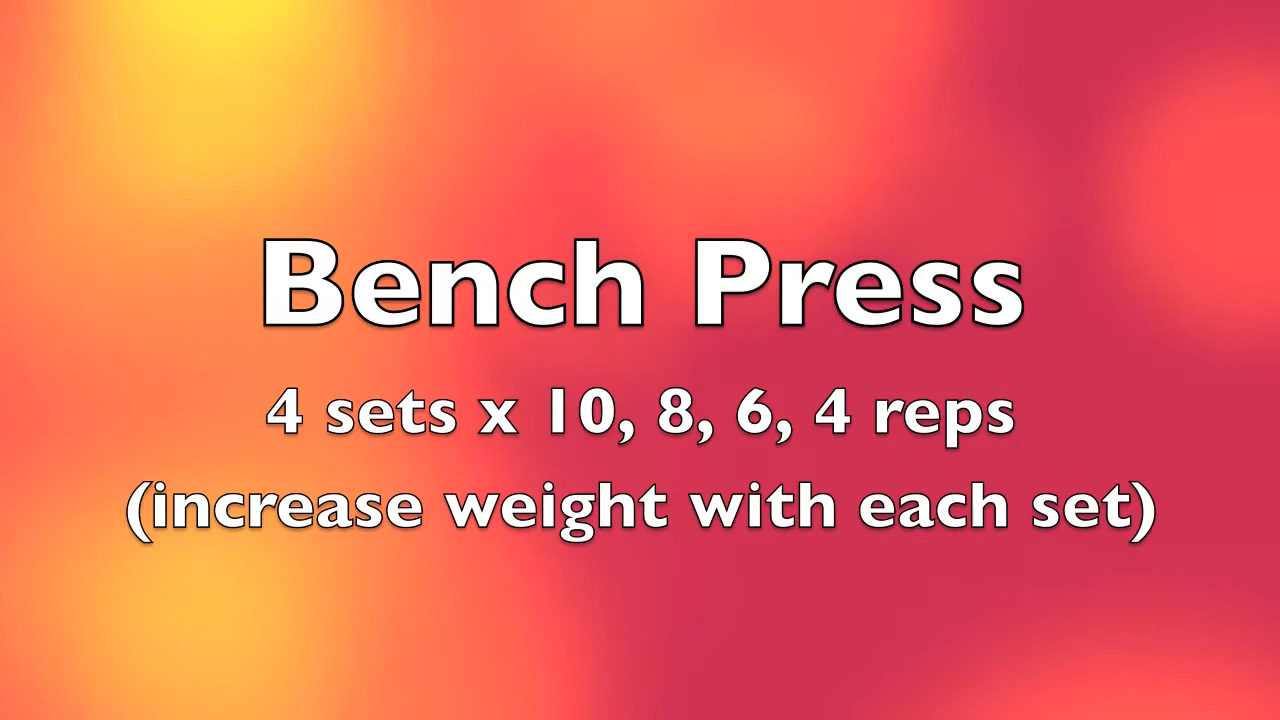 Bench Press
4 sets x 10, 8, 6, 4 reps
(increase weight with each set)